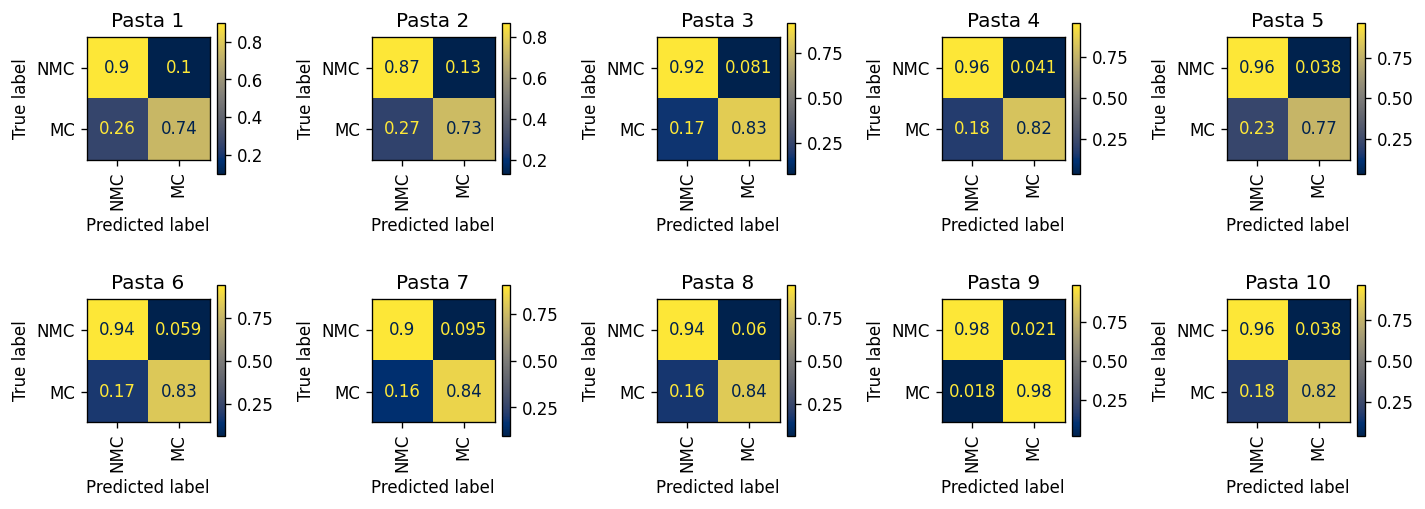 Pasta 1
True label
NMC 0.9 0.1
MC 0.26 0.74
0.8
0.6
0.4
0.2
NMC MC
Predicted label
Pasta 2
True label
NMC 0.87 0.13
MC 0.27 0.73
0.8
0.6
0.4
0.2
NMC MC
Predicted label
Pasta 3
True label
NMC 0.92 0.081
MC 0.17 0.83
0.75
0.50
0.25
NMC MC
Predicted label
Pasta 4
True label
NMC 0.96 0.041
MC 0.18 0.82
0.75
0.50
0.25
NMC MC
Predicted label
Pasta 5
True label
NMC 0.96 0.038
MC 0.23 0.77
0.75
0.50
0.25
NMC MC
Predicted label
Pasta 6
True label
NMC 0.94 0.059
MC 0.17 0.83
0.75
0.50
0.25
NMC MC
Predicted label
Pasta 7
True label
NMC 0.9 0.095
MC 0.16 0.84
0.75
0.50
0.25
NMC MC
Predicted label
Pasta 8
True label
NMC 0.94 0.06
MC 0.16 0.84
0.75
0.50
0.25
NMC MC
Predicted label
Pasta 9
True label
NMC 0.98 0.021
MC 0.018 0.98
0.75
0.50
0.25
NMC MC
Predicted label
Pasta 10
True label
NMC 0.96 0.038
MC 0.18 0.82
0.75
0.50
0.25
NMC MC
Predicted label